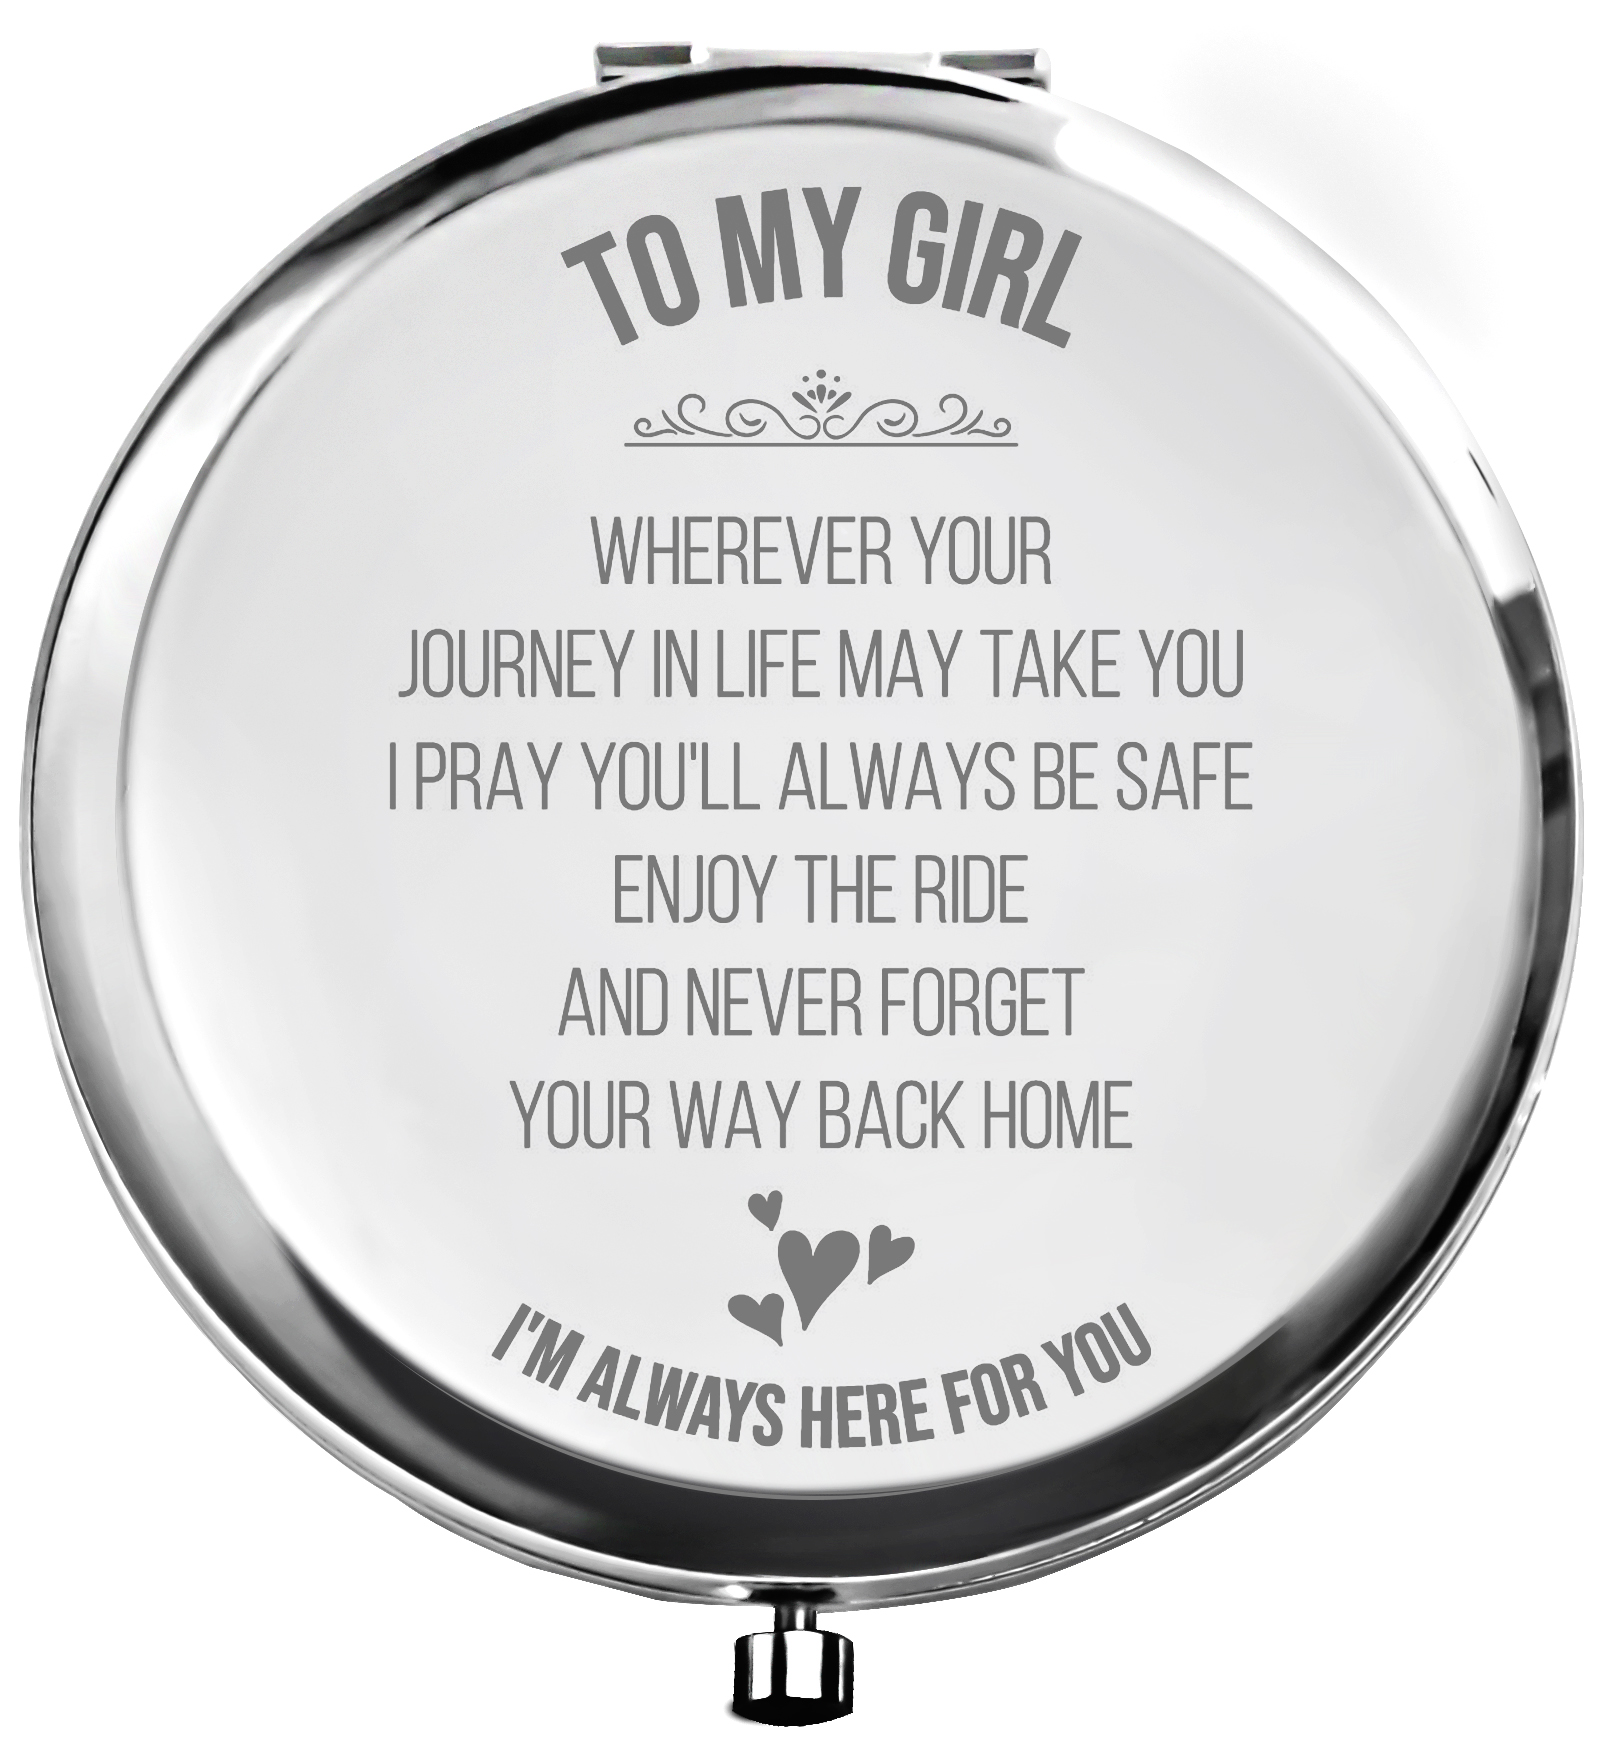 TO MY GIRL
WHEREVER YOUR
JOURNEY IN LIFE MAY TAKE YOU
I PRAY YOU'LL ALWAYS BE SAFE
ENJOY THE RIDE
AND NEVER FORGET
YOUR WAY BACK HOME
I'M ALWAYS HERE FOR YOU